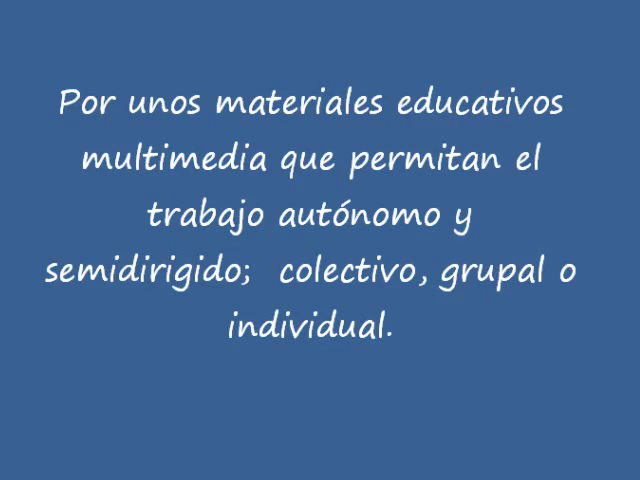 Por unos materiales educativos
multimedia que permitan el
trabajo autónomo y
semidirigido;  colectivo, grupal o
individual.